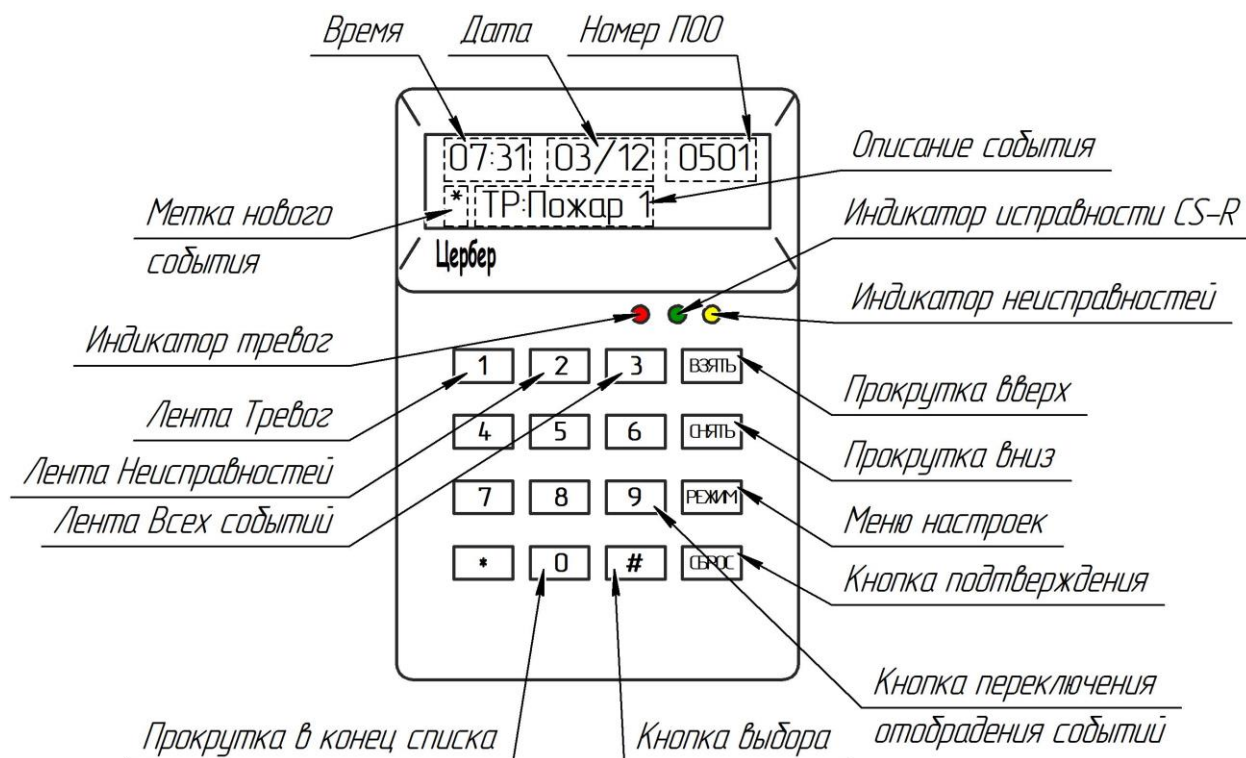 Время
Дата
Номер ПОО
07:31 03/12 0501
* ТР:Пожар 1
Описание события
Метка нового
события
Индикатор исправности CS-R
Цербер
Индикатор неисправностей
Индикатор тревог
1 2 3 ВЗЯТЬ
Прокрутка вверх
Лента Тревог
4 5 6 СНЯТЬ
Прокрутка вниз
Лента Неисправностей
7 8 9 РЕЖИМ
Меню настроек
Лента Всех событий
* 0 # СБРОС
Кнопка подтверждения
Кнопка переключения
отобрадения событий
Прокрутка в конец списка
Кнопка выбора